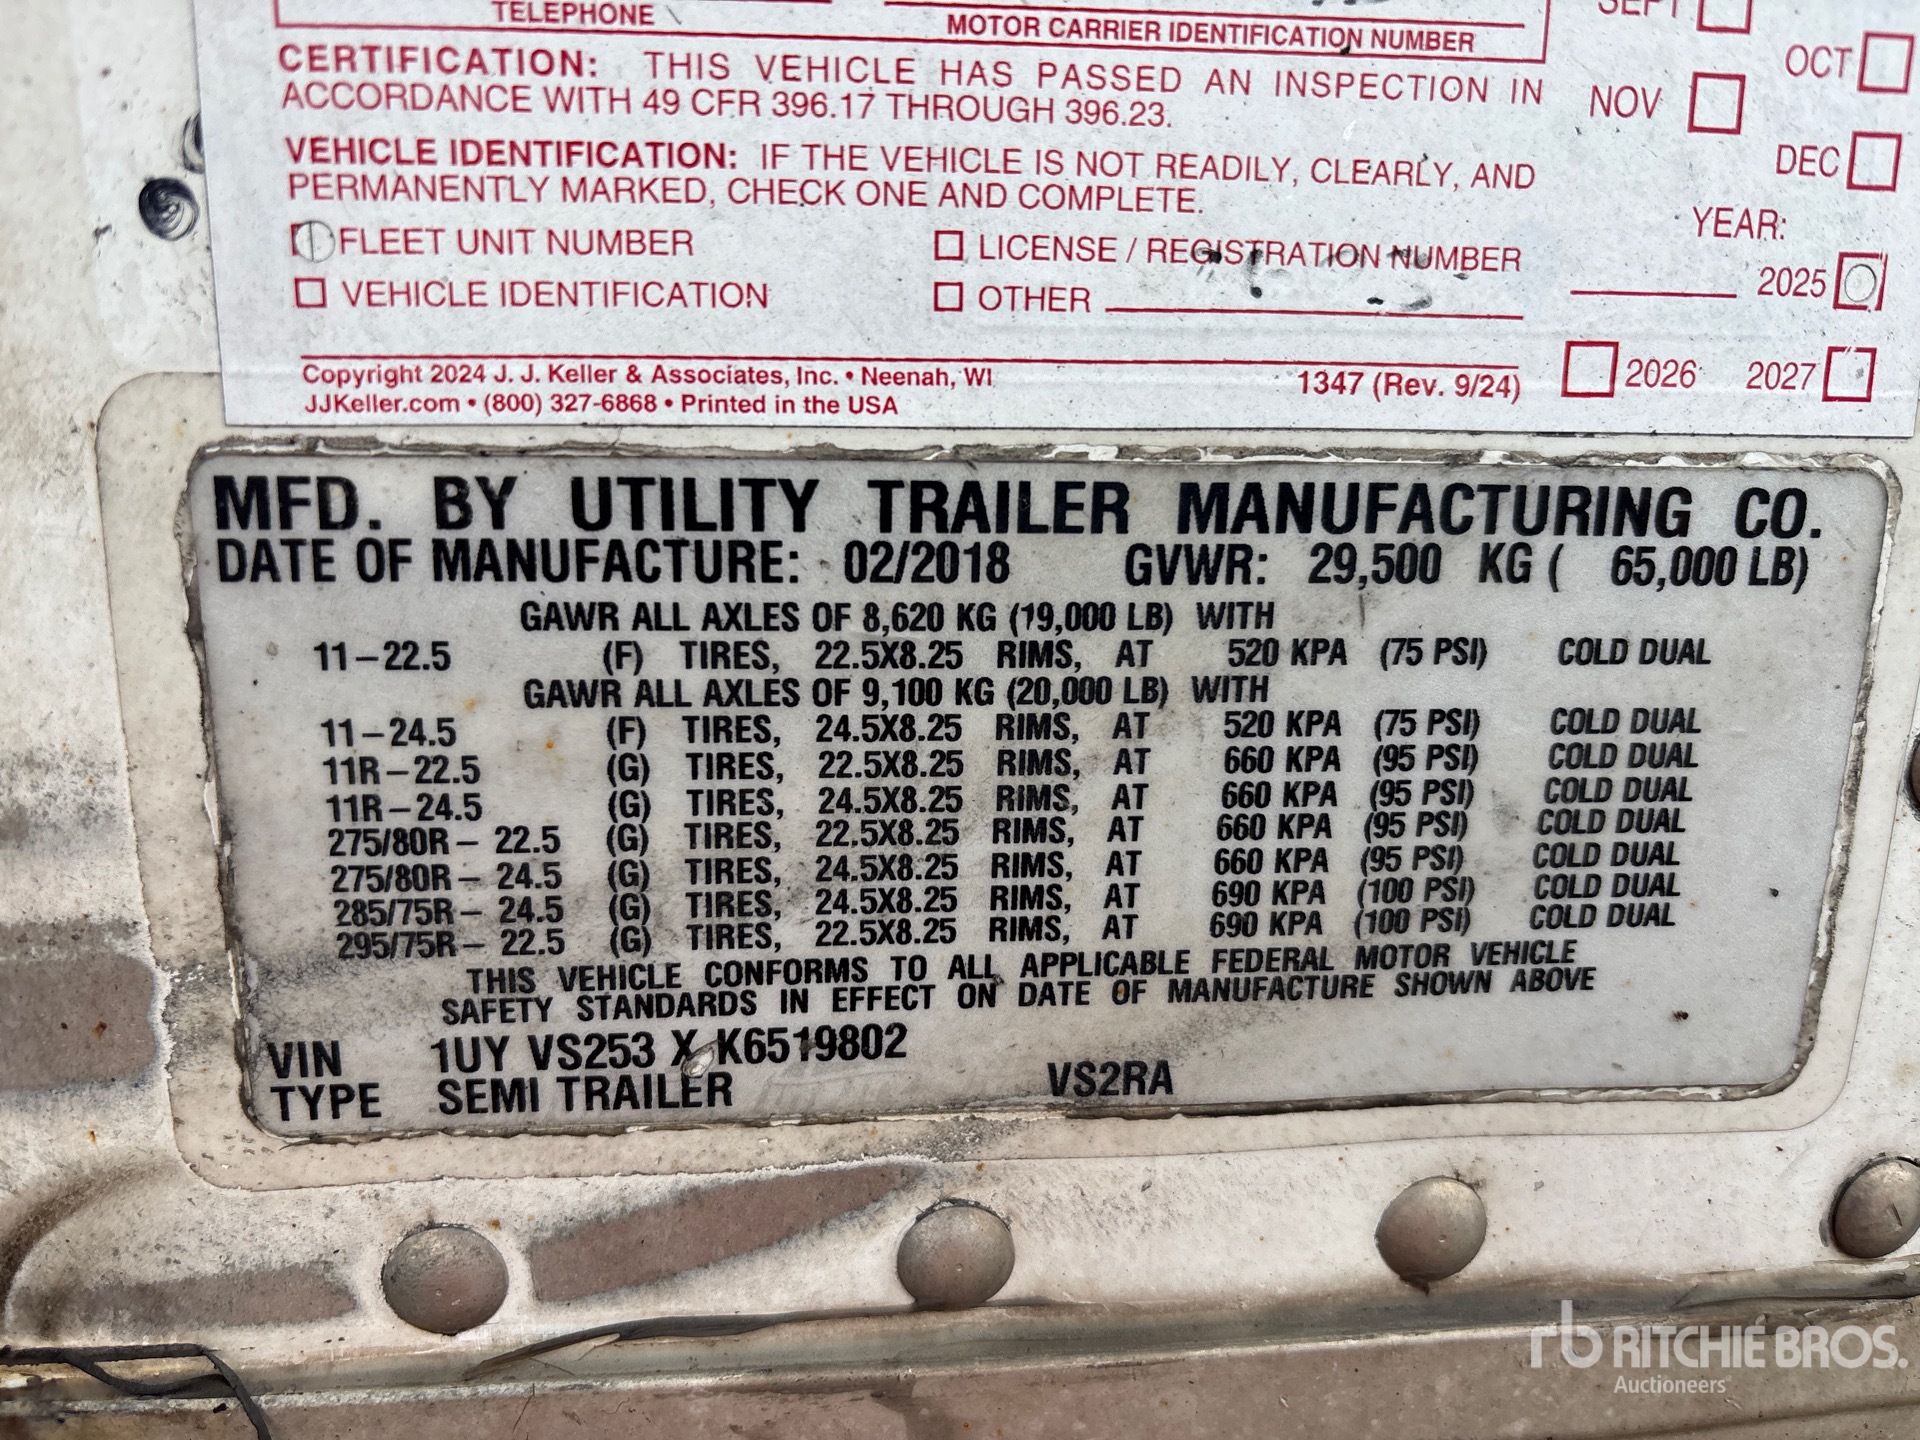 TELEPHONE
MOTOR CARRIER IDENTIFICATION NUMBER
SEPT
OCT
NOV
DEC
CERTIFICATION: THIS VEHICLE HAS PASSED AN INSPECTION IN
ACCORDANCE WITH 49 CFR 396.17 THROUGH 396.23.
VEHICLE IDENTIFICATION: IF THE VEHICLE IS NOT READILY, CLEARLY, AND
PERMANENTLY MARKED, CHECK ONE AND COMPLETE.
FLEET UNIT NUMBER
LICENSE / REGISTRATION NUMBER
VEHICLE IDENTIFICATION
OTHER
YEAR:
2025
2026
2027
Copyright 2024 J. J. Keller & Associates, Inc. • Neenah, WI
JJKeller.com • (800) 327-6868 • Printed in the USA
1347 (Rev. 9/24)
MFD. BY UTILITY TRAILER MANUFACTURING CO.
DATE OF MANUFACTURE: 02/2018 GVWR: 29,500 KG ( 65,000 LB)
GAWR ALL AXLES OF 8,620 KG (19,000 LB) WITH
11-22.5 (F) TIRES, 22.5X8.25 RIMS, AT 520 KPA (75 PSI) COLD DUAL
GAWR ALL AXLES OF 9,100 KG (20,000 LB) WITH
11-24.5 (F) TIRES, 24.5X8.25 RIMS, AT 520 KPA (75 PSI) COLD DUAL
11R-22.5 (G) TIRES, 22.5X8.25 RIMS, AT 660 KPA (95 PSI) COLD DUAL
11R-24.5 (G) TIRES, 24.5X8.25 RIMS, AT 660 KPA (95 PSI) COLD DUAL
275/80R- 22.5 (G) TIRES, 22.5X8.25 RIMS, AT 660 KPA (95 PSI) COLD DUAL
275/80R- 24.5 (G) TIRES, 24.5X8.25 RIMS, AT 660 KPA (95 PSI) COLD DUAL
285/75R- 24.5 (G) TIRES, 24.5X8.25 RIMS, AT 690 KPA (100 PSI) COLD DUAL
295/75R- 22.5 (G) TIRES, 22.5X8.25 RIMS, AT 690 KPA (100 PSI) COLD DUAL
THIS VEHICLE CONFORMS TO ALL APPLICABLE FEDERAL MOTOR VEHICLE
SAFETY STANDARDS IN EFFECT ON DATE OF MANUFACTURE SHOWN ABOVE
VIN 1UY VS253 X K6519802
TYPE SEMI TRAILER VS2RA
rb RITCHIE BROS.
Auctioneers